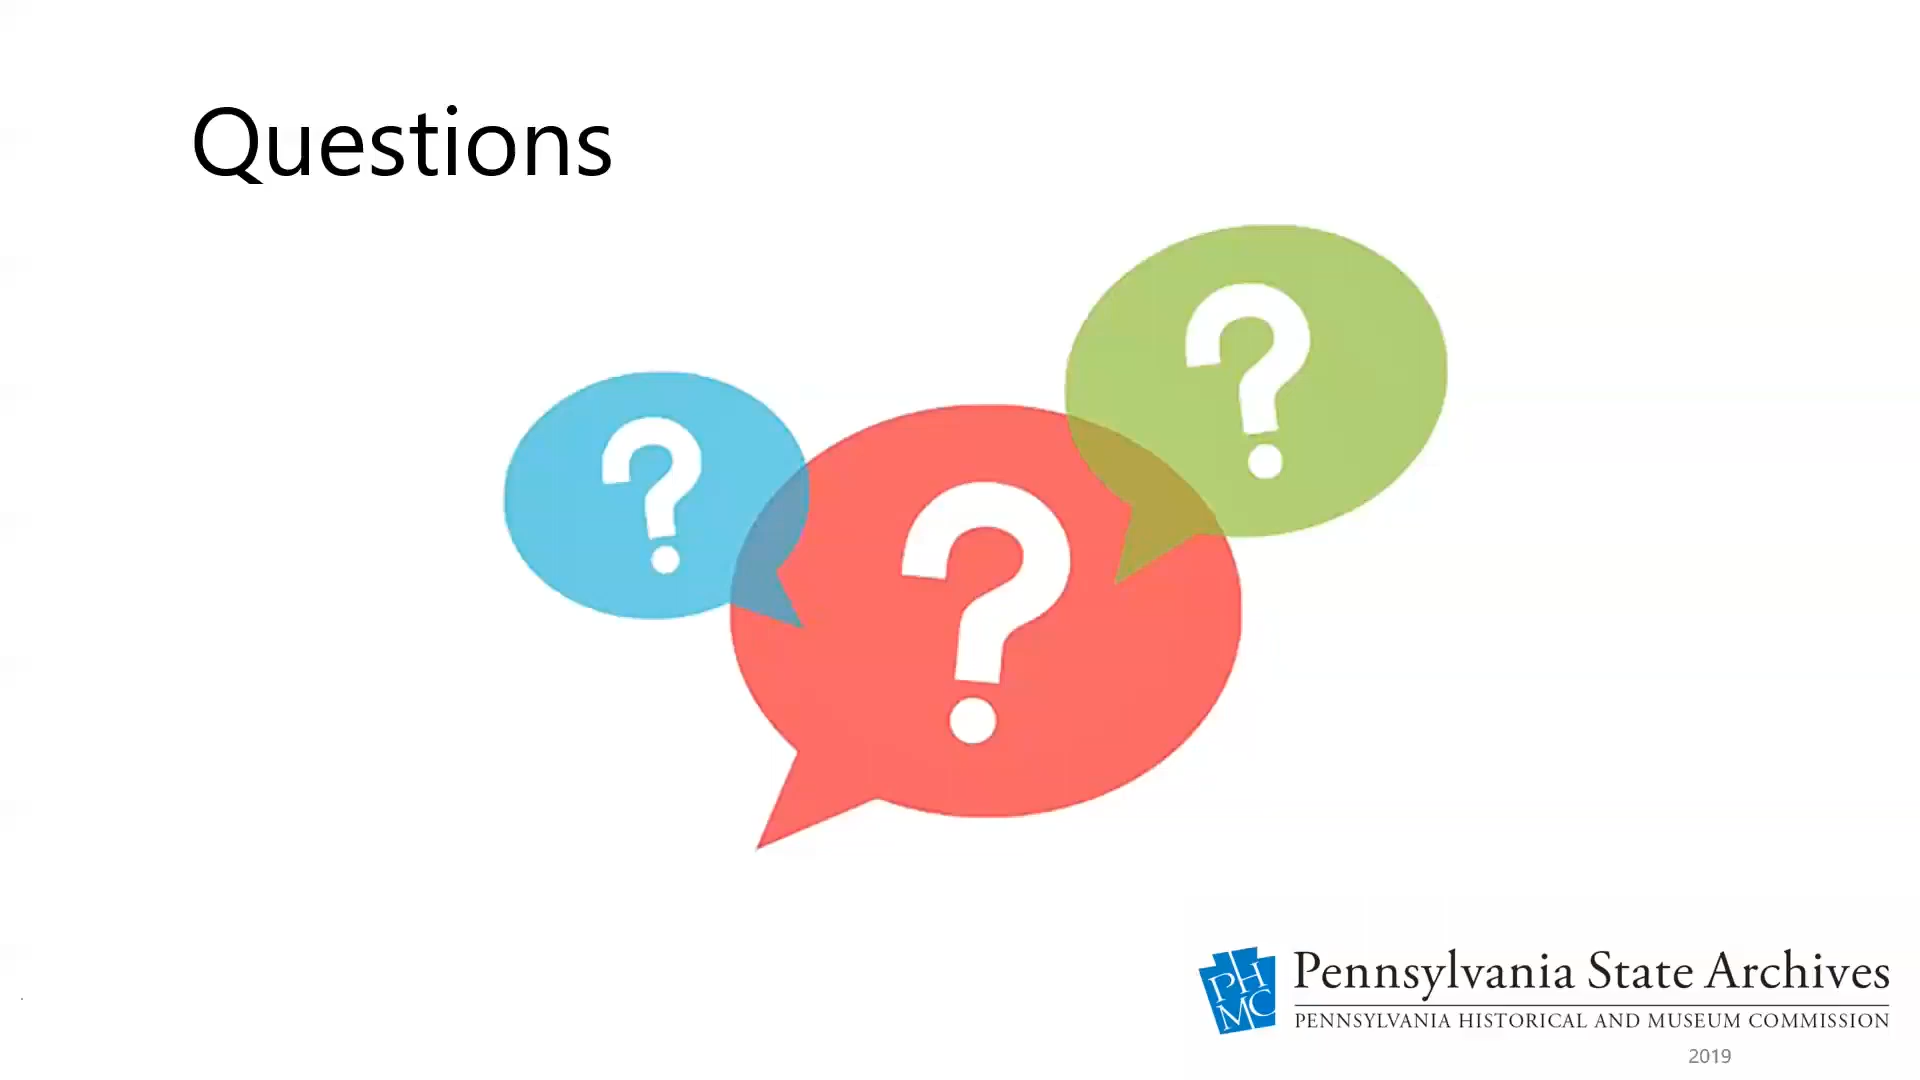 Questions
?
?
?
PHMC
Pennsylvania State Archives
PENNSYLVANIA HISTORICAL AND MUSEUM COMMISSION
2019